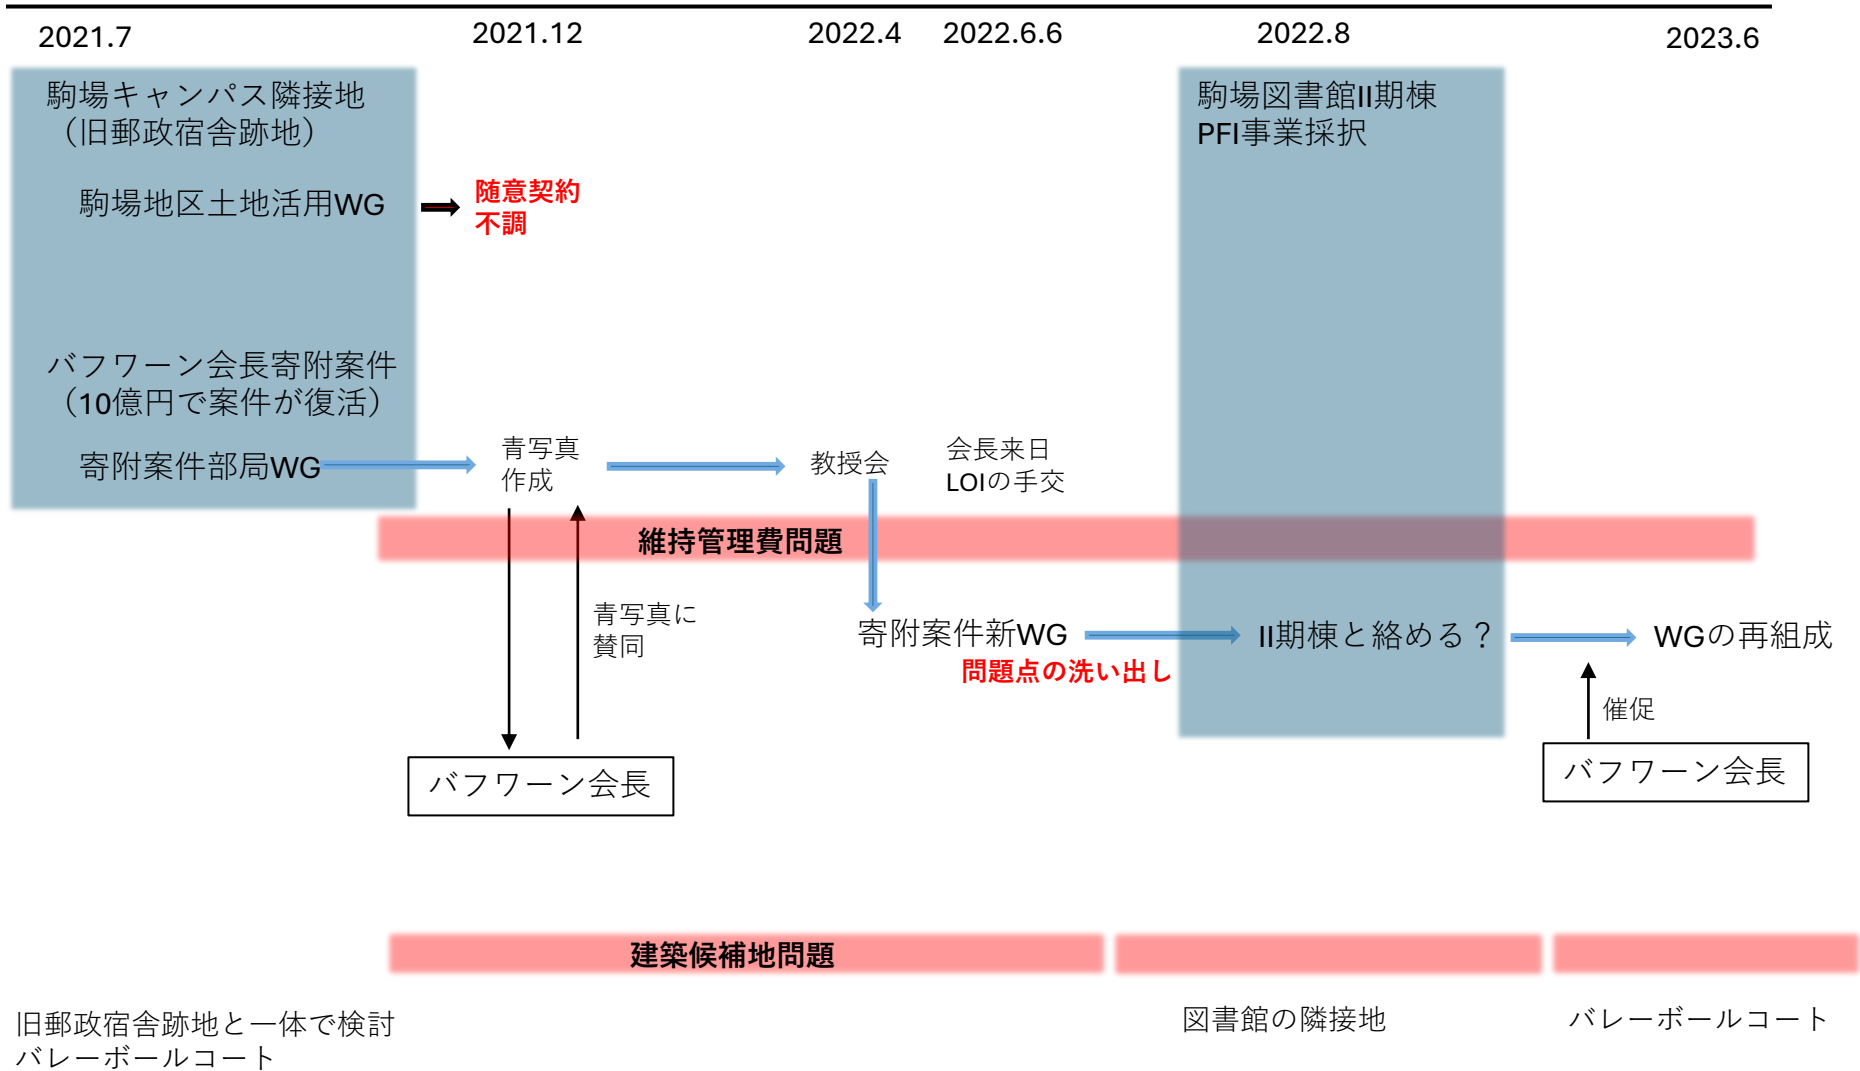 2021.7
2021.12
2022.4
2022.6.6
2022.8
2023.6
駒場キャンパス隣接地
（旧郵政宿舎跡地）
駒場地区土地活用WG
随意契約
不調
バフワーン会長寄附案件
（10億円で案件が復活）
寄附案件部局WG
青写真
作成
教授会
会長来日
LOIの手交
駒場図書館II期棟
PFI事業採択
維持管理費問題
青写真に
賛同
寄附案件新WG
問題点の洗い出し
II期棟と絡める？
WGの再組成
催促
バフワーン会長
バフワーン会長
建築候補地問題
旧郵政宿舎跡地と一体で検討
バレーボールコート
図書館の隣接地
バレーボールコート